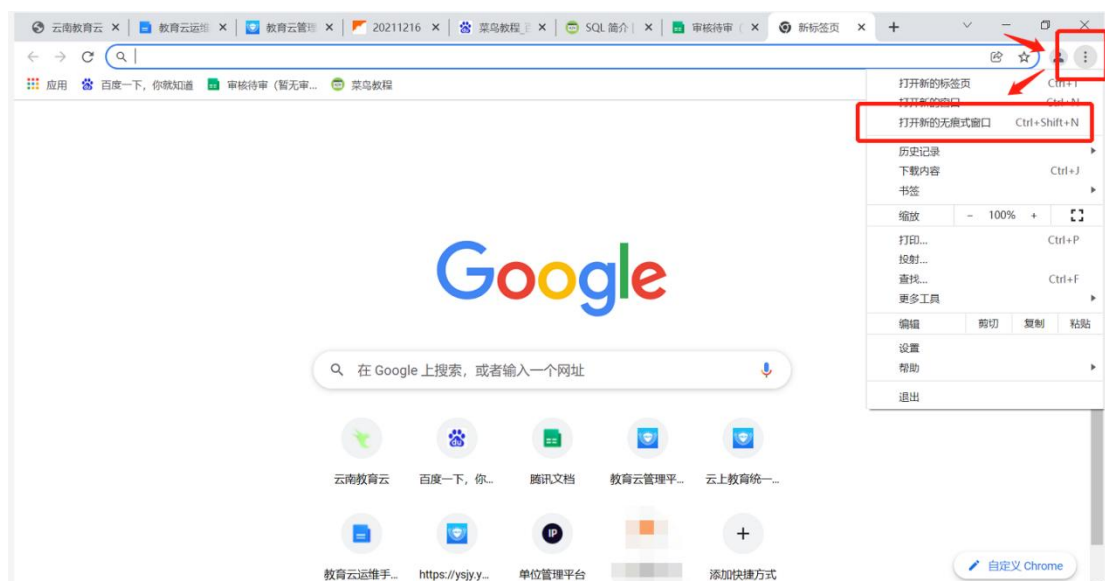 云南教育云
教育云运维
教育云管理
20211216
菜鸟教程
SQL 简介 |
审核待审 (
新标签页
应用
百度一下，你就知道
审核待审 (暂无审...
菜鸟教程
打开新的标签页 Ctrl+T
打开新的窗口 Ctrl+N
打开新的无痕式窗口 Ctrl+Shift+N
历史记录
下载内容 Ctrl+J
书签
缩放 - 100% +
打印... Ctrl+P
投射...
查找... Ctrl+F
更多工具
编辑 剪切 复制 粘贴
设置
帮助
退出
Google
在 Google 上搜索，或者输入一个网址
云南教育云
百度一下，你...
腾讯文档
教育云管理平...
云上教育统一...
教育云运维手...
https://ysjy.y...
IP
单位管理平台
添加快捷方式
自定义 Chrome